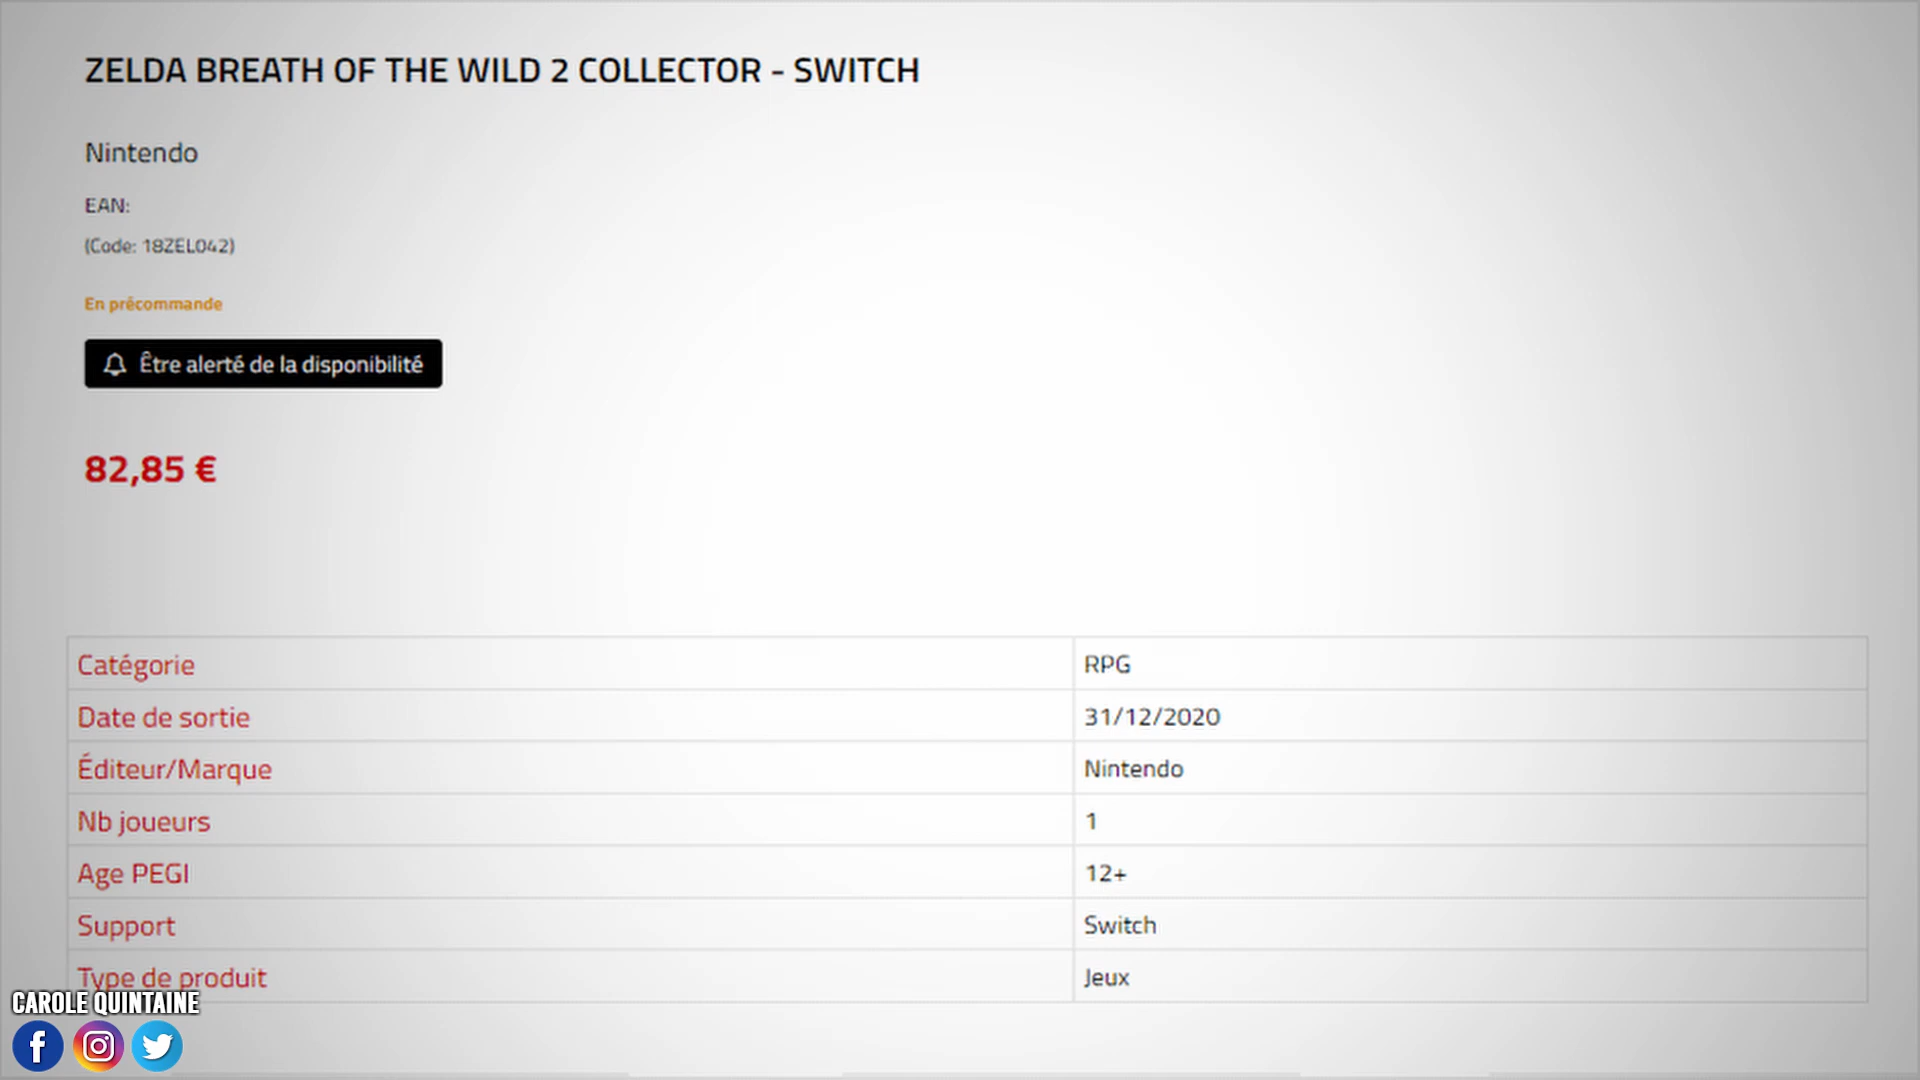 ZELDA BREATH OF THE WILD 2 COLLECTOR - SWITCH
Nintendo
EAN:
(Code: 18ZEL042)
En précommande
Être alerté de la disponibilité
82,85 €
Catégorie RPG
Date de sortie 31/12/2020
Éditeur/Marque Nintendo
Nb joueurs 1
Age PEGI 12+
Support Switch
Type de produit Jeux
CAROLE QUINTAINE